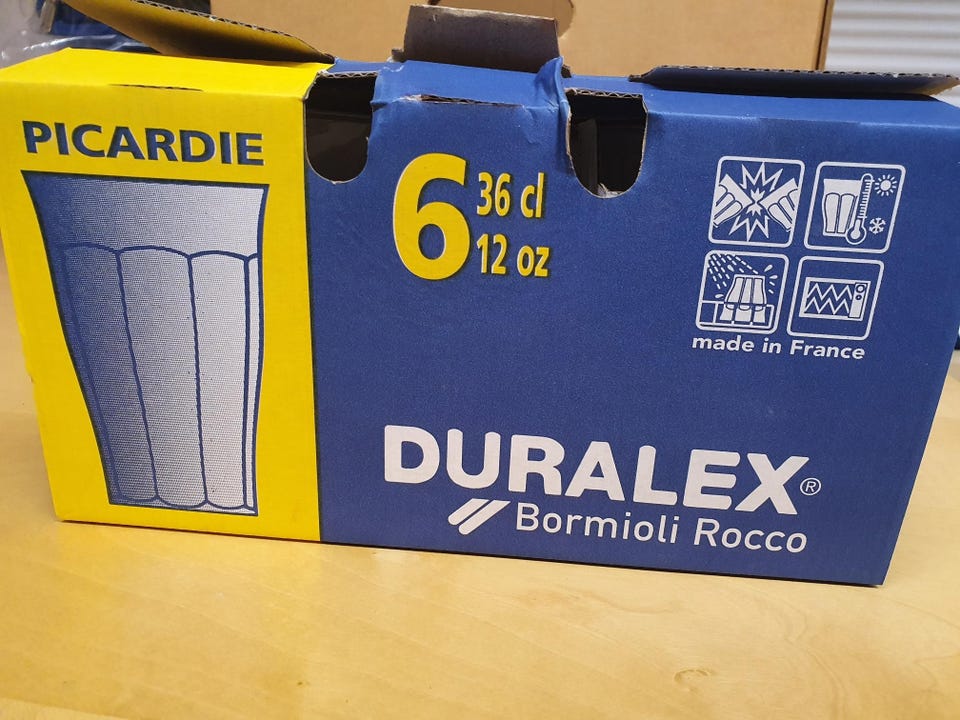 PICARDIE
6
36 cl
12 oz
made in France
DURALEX®
Bormioli Rocco